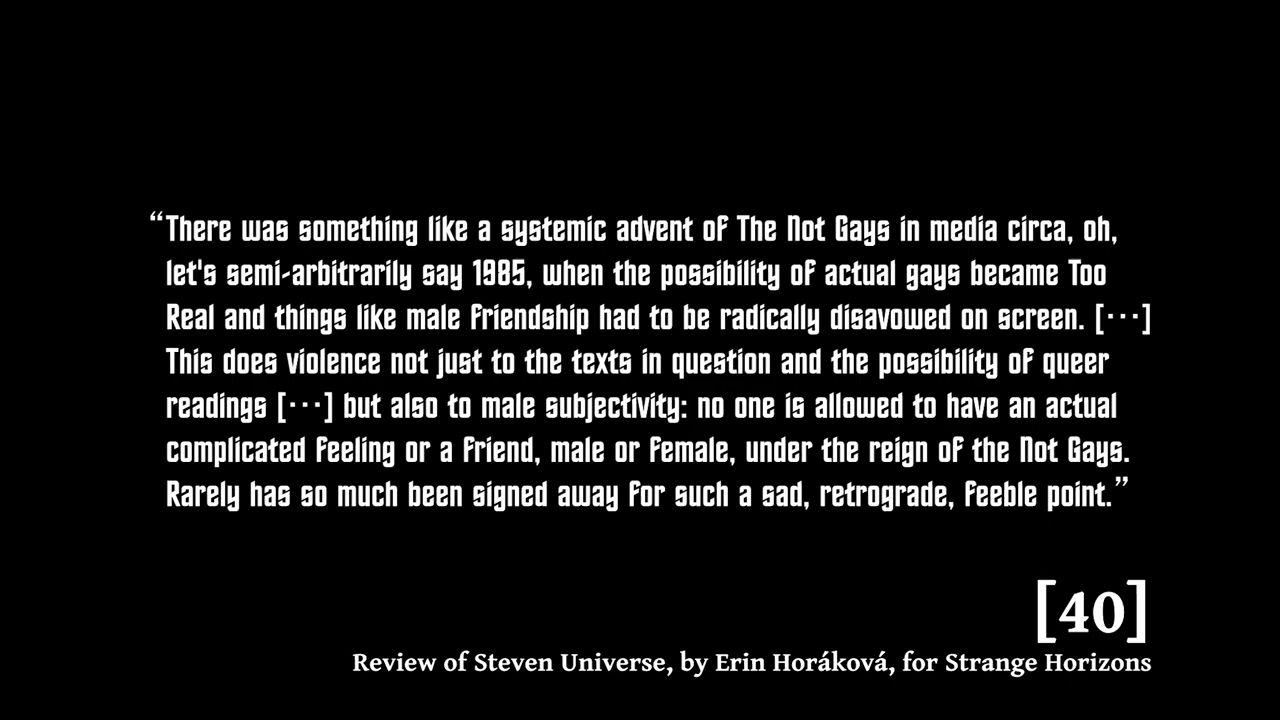 “There was something like a systemic advent of The Not Gays in media circa, oh,
let's semi-arbitrarily say 1985, when the possibility of actual gays became Too
Real and things like male friendship had to be radically disavowed on screen. [···]
This does violence not just to the texts in question and the possibility of queer
readings [···] but also to male subjectivity: no one is allowed to have an actual
complicated feeling or a friend, male or female, under the reign of the Not Gays.
Rarely has so much been signed away for such a sad, retrograde, feeble point.”
[40]
Review of Steven Universe, by Erin Horáková, for Strange Horizons